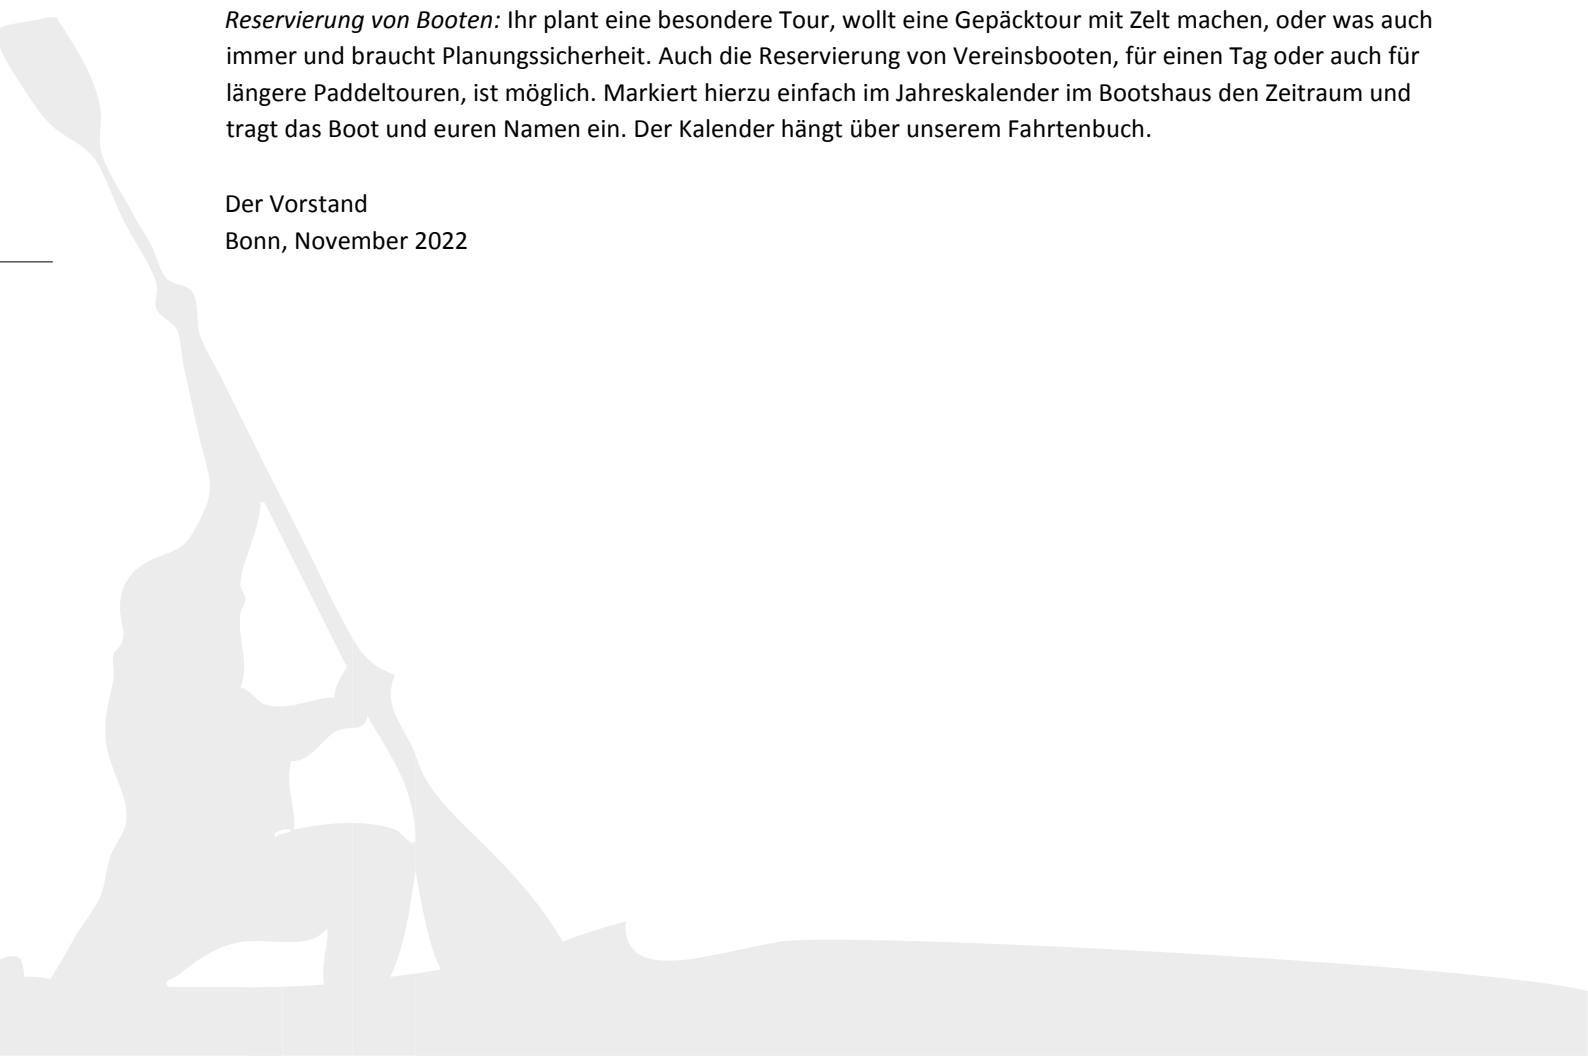 Reservierung von Booten: Ihr plant eine besondere Tour, wollt eine Gepäcktour mit Zelt machen, oder was auch
immer und braucht Planungssicherheit. Auch die Reservierung von Vereinsbooten, für einen Tag oder auch für
längere Paddeltouren, ist möglich. Markiert hierzu einfach im Jahreskalender im Bootshaus den Zeitraum und
tragt das Boot und euren Namen ein. Der Kalender hängt über unserem Fahrtenbuch.
Der Vorstand
Bonn, November 2022